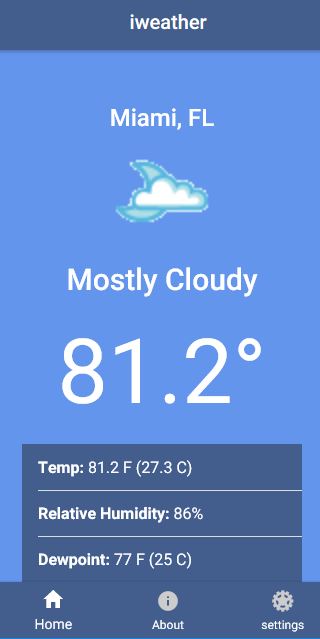 iweather
Miami, FL
Mostly Cloudy
81.2°
Temp: 81.2 F (27.3 C)
Relative Humidity: 86%
Dewpoint: 77 F (25 C)
Home About settings